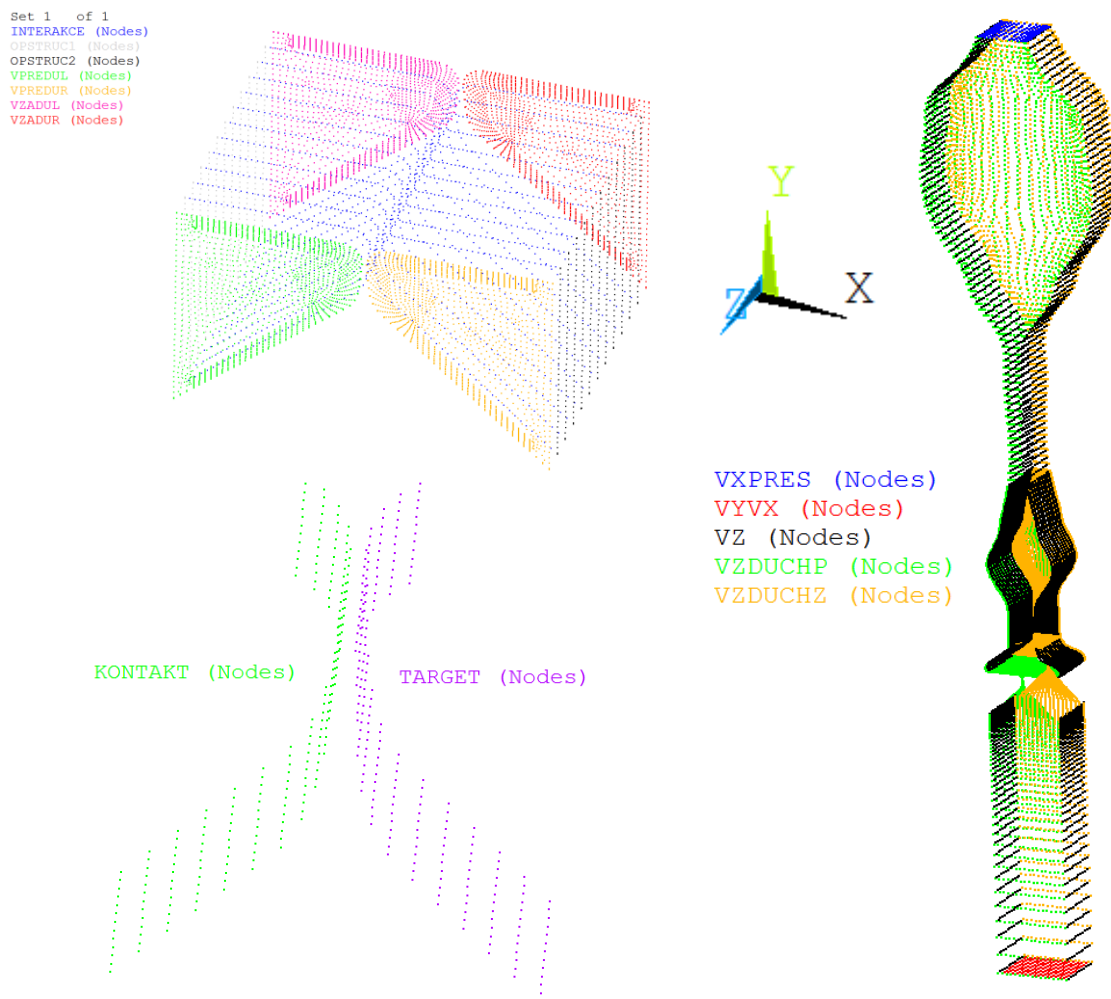 Set 1 of 1
INTERAKCE (Nodes)
OPSTRUC1 (Nodes)
OPSTRUC2 (Nodes)
VPREDUL (Nodes)
VPREDUR (Nodes)
VZADUL (Nodes)
VZADUR (Nodes)
Y
X
Z
VXPRES (Nodes)
VYVX (Nodes)
VZ (Nodes)
VZDUCHP (Nodes)
VZDUCHZ (Nodes)
KONTAKT (Nodes)
TARGET (Nodes)